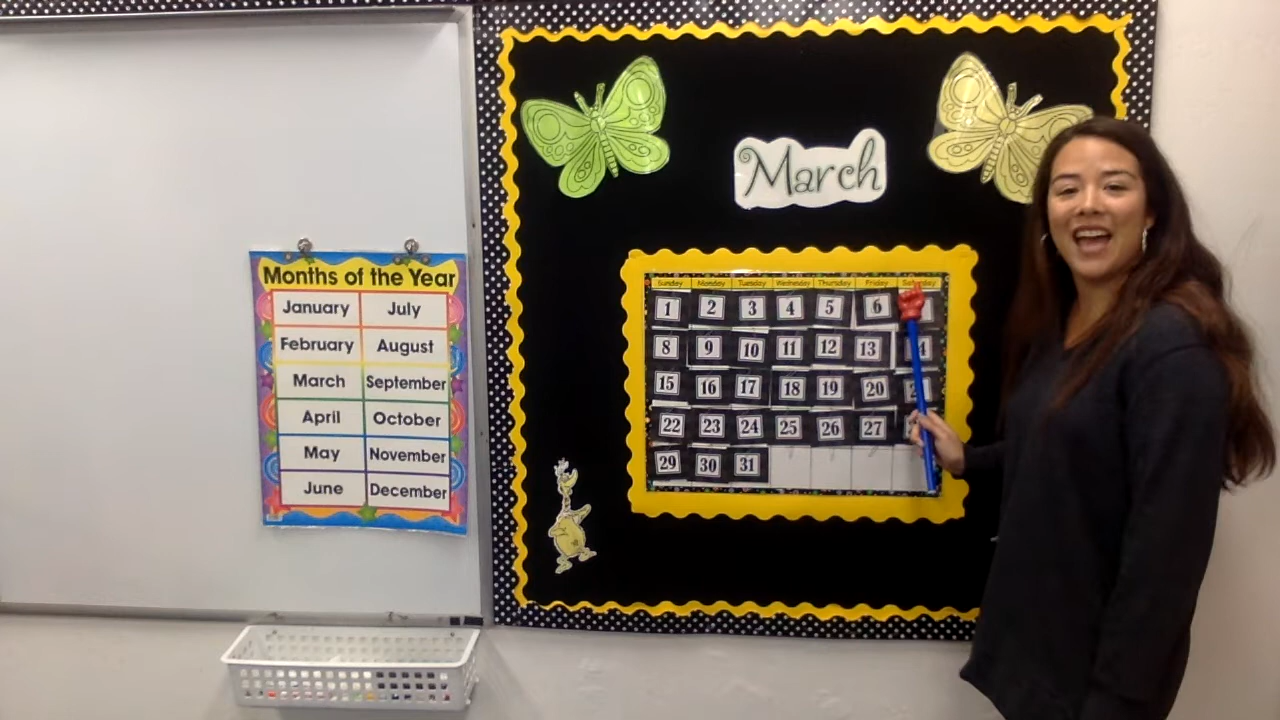 Months of the Year
January July
February August
March September
April October
May November
June December
March
Sunday Monday Tuesday Wednesday Thursday Friday
1 2 3 4 5 6
8 9 10 11 12 13
15 16 17 18 19 20
22 23 24 25 26 27
29 30 31